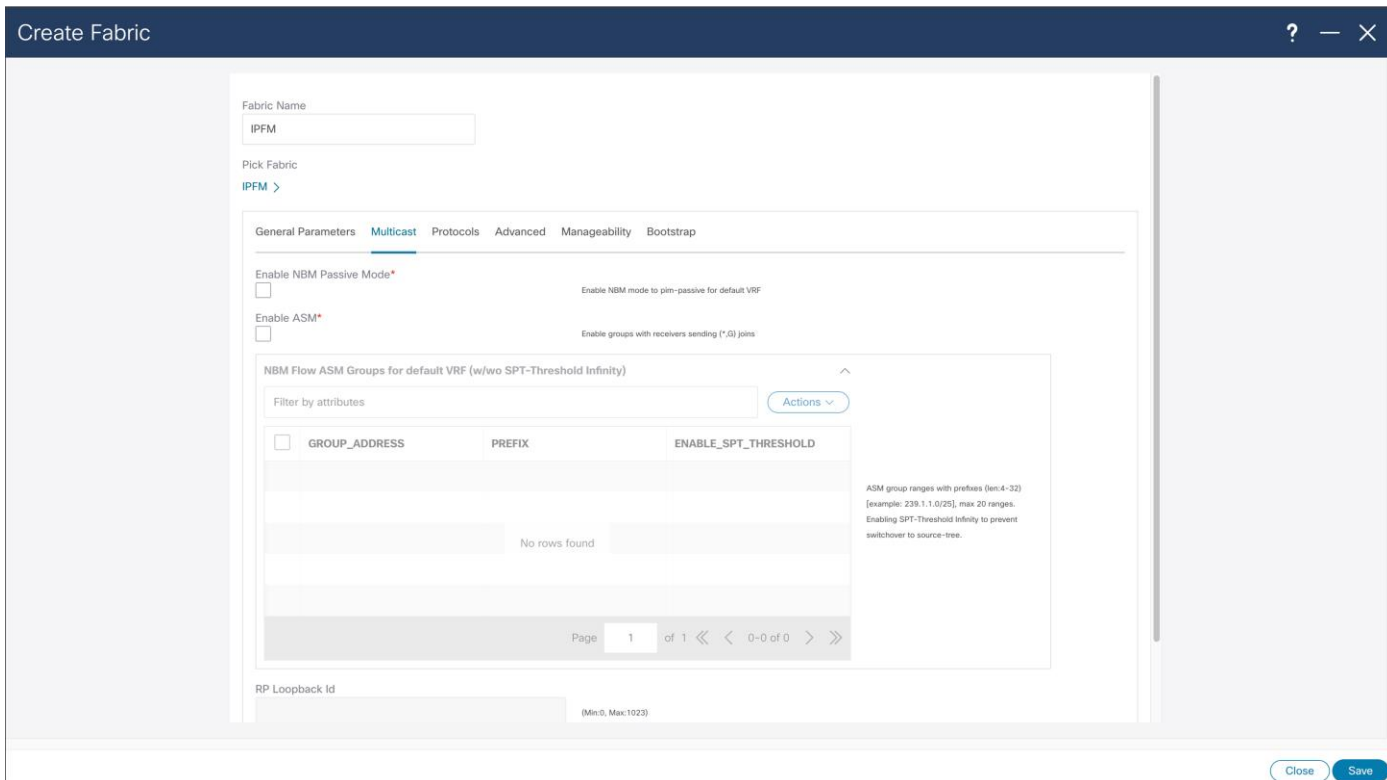 Create Fabric
?
Fabric Name
IPFM
Pick Fabric
IPFM >
General Parameters Multicast Protocols Advanced Manageability Bootstrap
Enable NBM Passive Mode*
Enable NBM mode to pim-passive for default VRF
Enable ASM*
Enable groups with receivers sending (*,G) joins
NBM Flow ASM Groups for default VRF (w/wo SPT-Threshold Infinity)
Filter by attributes
Actions
GROUP_ADDRESS PREFIX ENABLE_SPT_THRESHOLD
ASM group ranges with prefixes (len:4-32)
[example: 239.1.1.0/25], max 20 ranges.
Enabling SPT-Threshold Infinity to prevent
switchover to source-tree.
No rows found
Page 1 of 1 0-0 of 0
RP Loopback Id
(Min:0, Max:1023)
Close Save